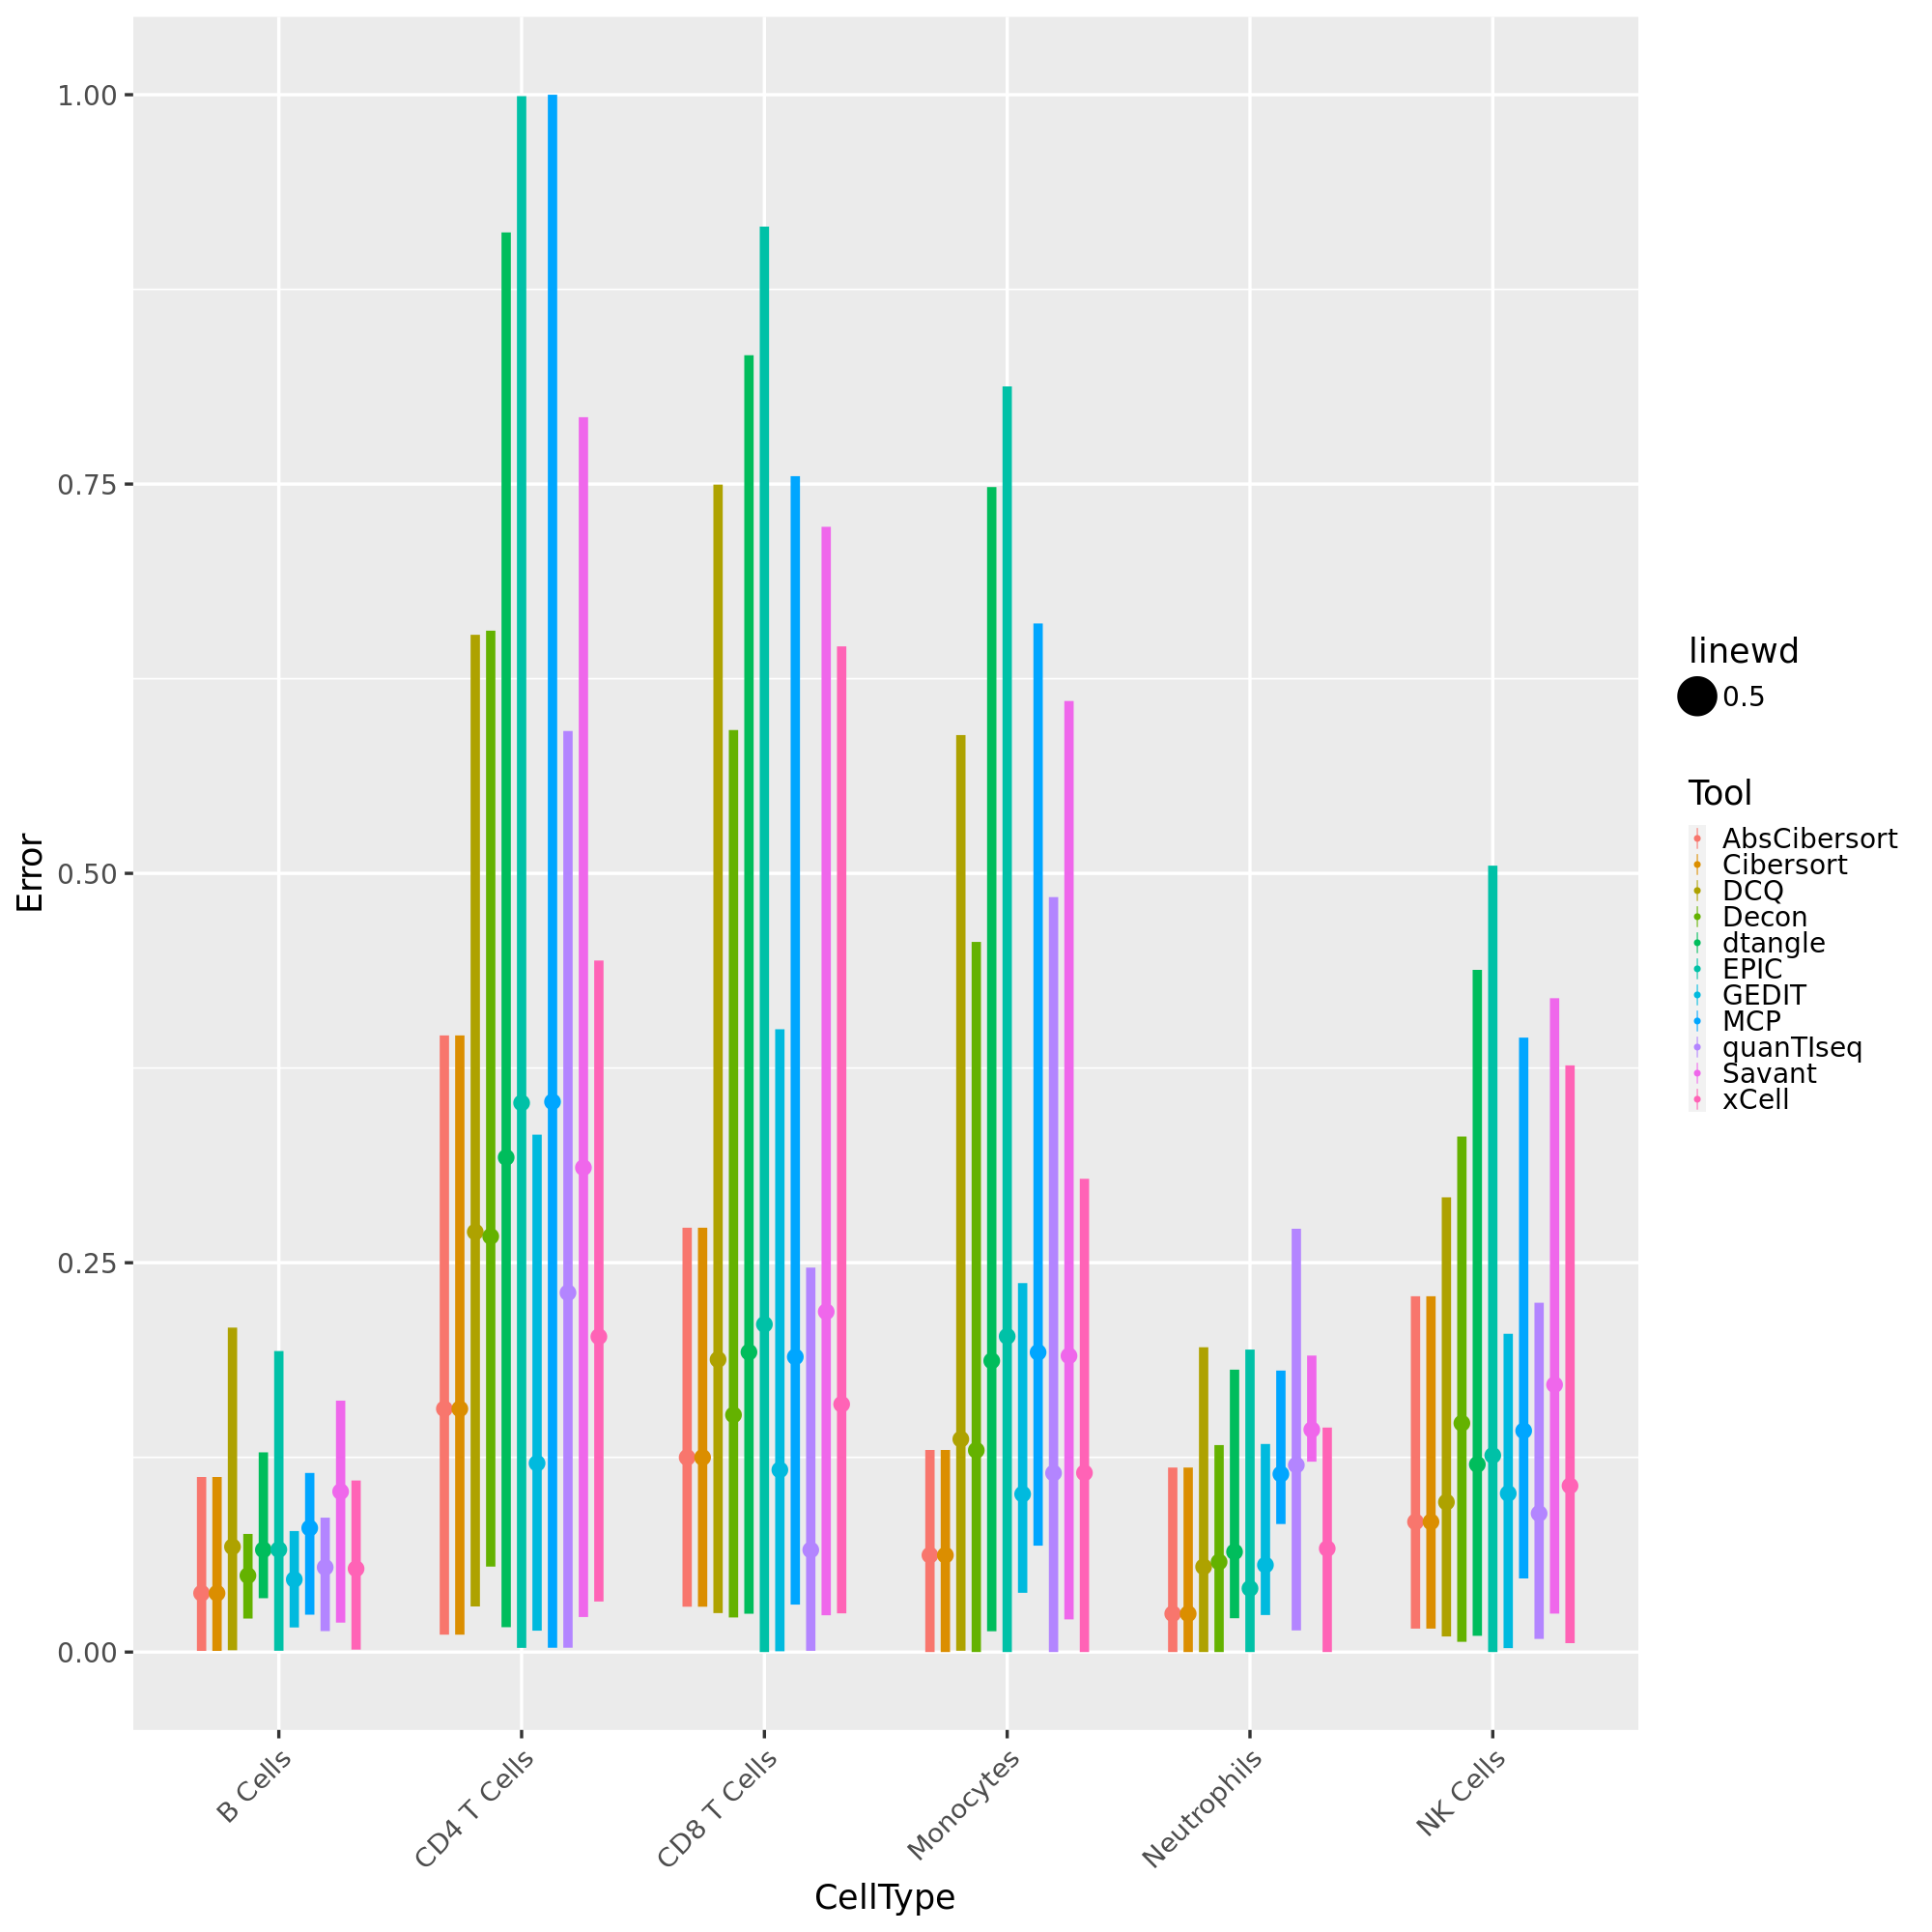 1.00
0.75
0.50
0.25
0.00
Error
B Cells
CD4 T Cells
CD8 T Cells
Monocytes
Neutrophils
NK Cells
CellType
linewd
0.5
Tool
AbsCibersort
Cibersort
DCQ
Decon
dtangle
EPIC
GEDIT
MCP
quanTIseq
Savant
xCell